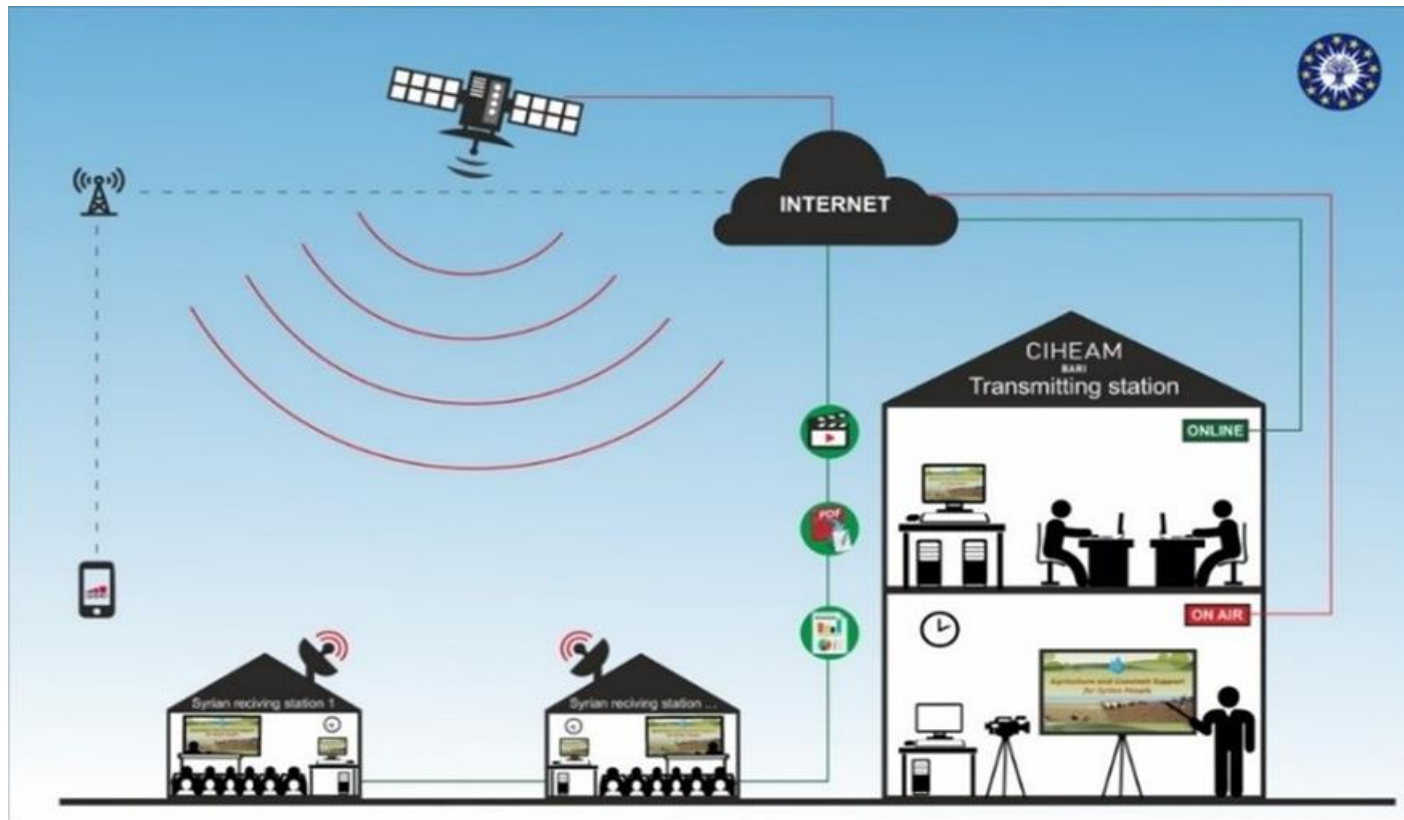 INTERNET
CIHEAM
BARI
Transmitting station
ONLINE
PDF
ON AIR
Agriculture and Livestock Support
for Syrian People
Syrian reciving station 1
Syrian reciving station ...